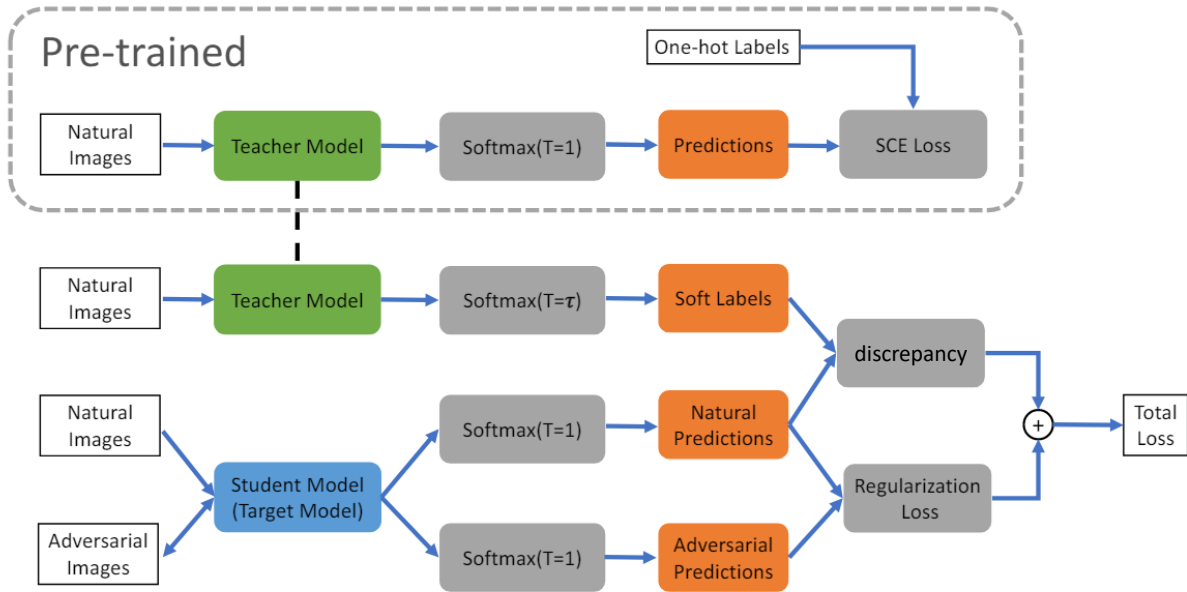 Pre-trained
One-hot Labels
Natural
Images
Teacher Model
Softmax(T=1)
Predictions
SCE Loss
Natural
Images
Teacher Model
Softmax(T=τ)
Soft Labels
discrepancy
Natural
Images
Softmax(T=1)
Natural
Predictions
+
Total
Loss
Student Model
(Target Model)
Regularization
Loss
Adversarial
Images
Softmax(T=1)
Adversarial
Predictions